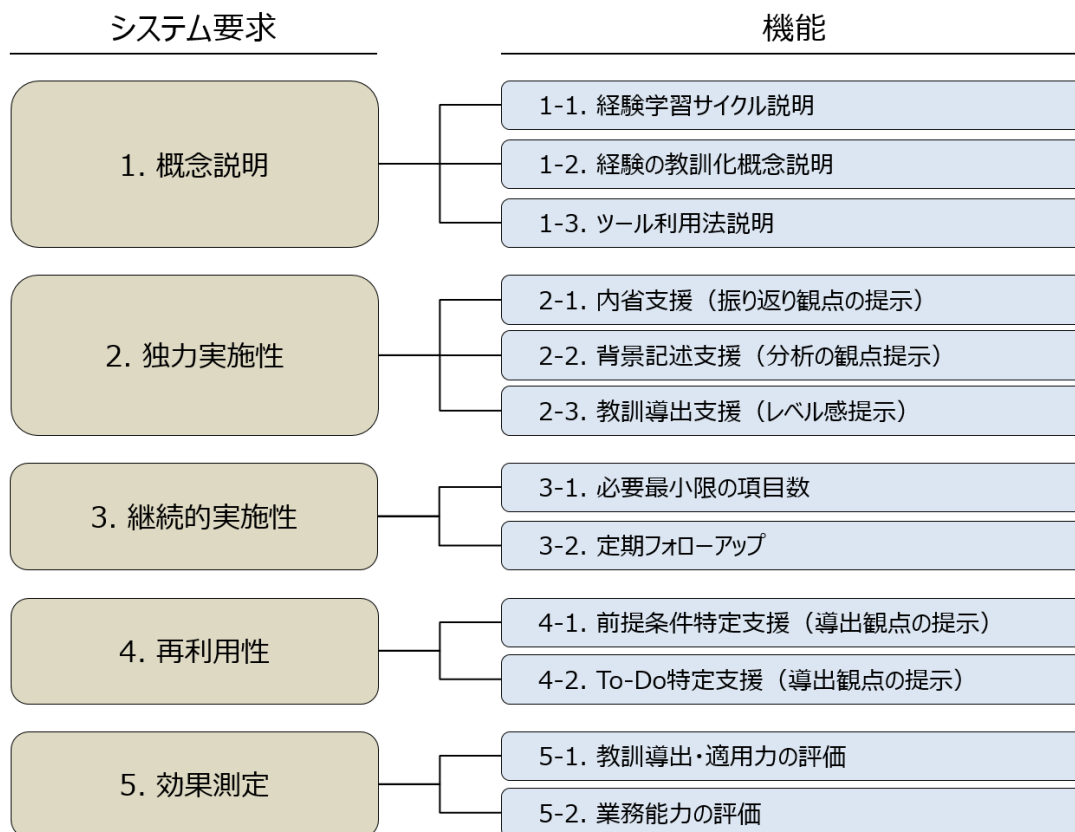 システム要求
機能
1. 概念説明
1-1. 経験学習サイクル説明
1-2. 経験の教訓化概念説明
1-3. ツール利用法説明
2. 独力実施性
2-1. 内省支援（振り返り観点の提示）
2-2. 背景記述支援（分析の観点提示）
2-3. 教訓導出支援（レベル感提示）
3. 継続的実施性
3-1. 必要最小限の項目数
3-2. 定期フォローアップ
4. 再利用性
4-1. 前提条件特定支援（導出観点の提示）
4-2. To-Do特定支援（導出観点の提示）
5. 効果測定
5-1. 教訓導出・適用力の評価
5-2. 業務能力の評価